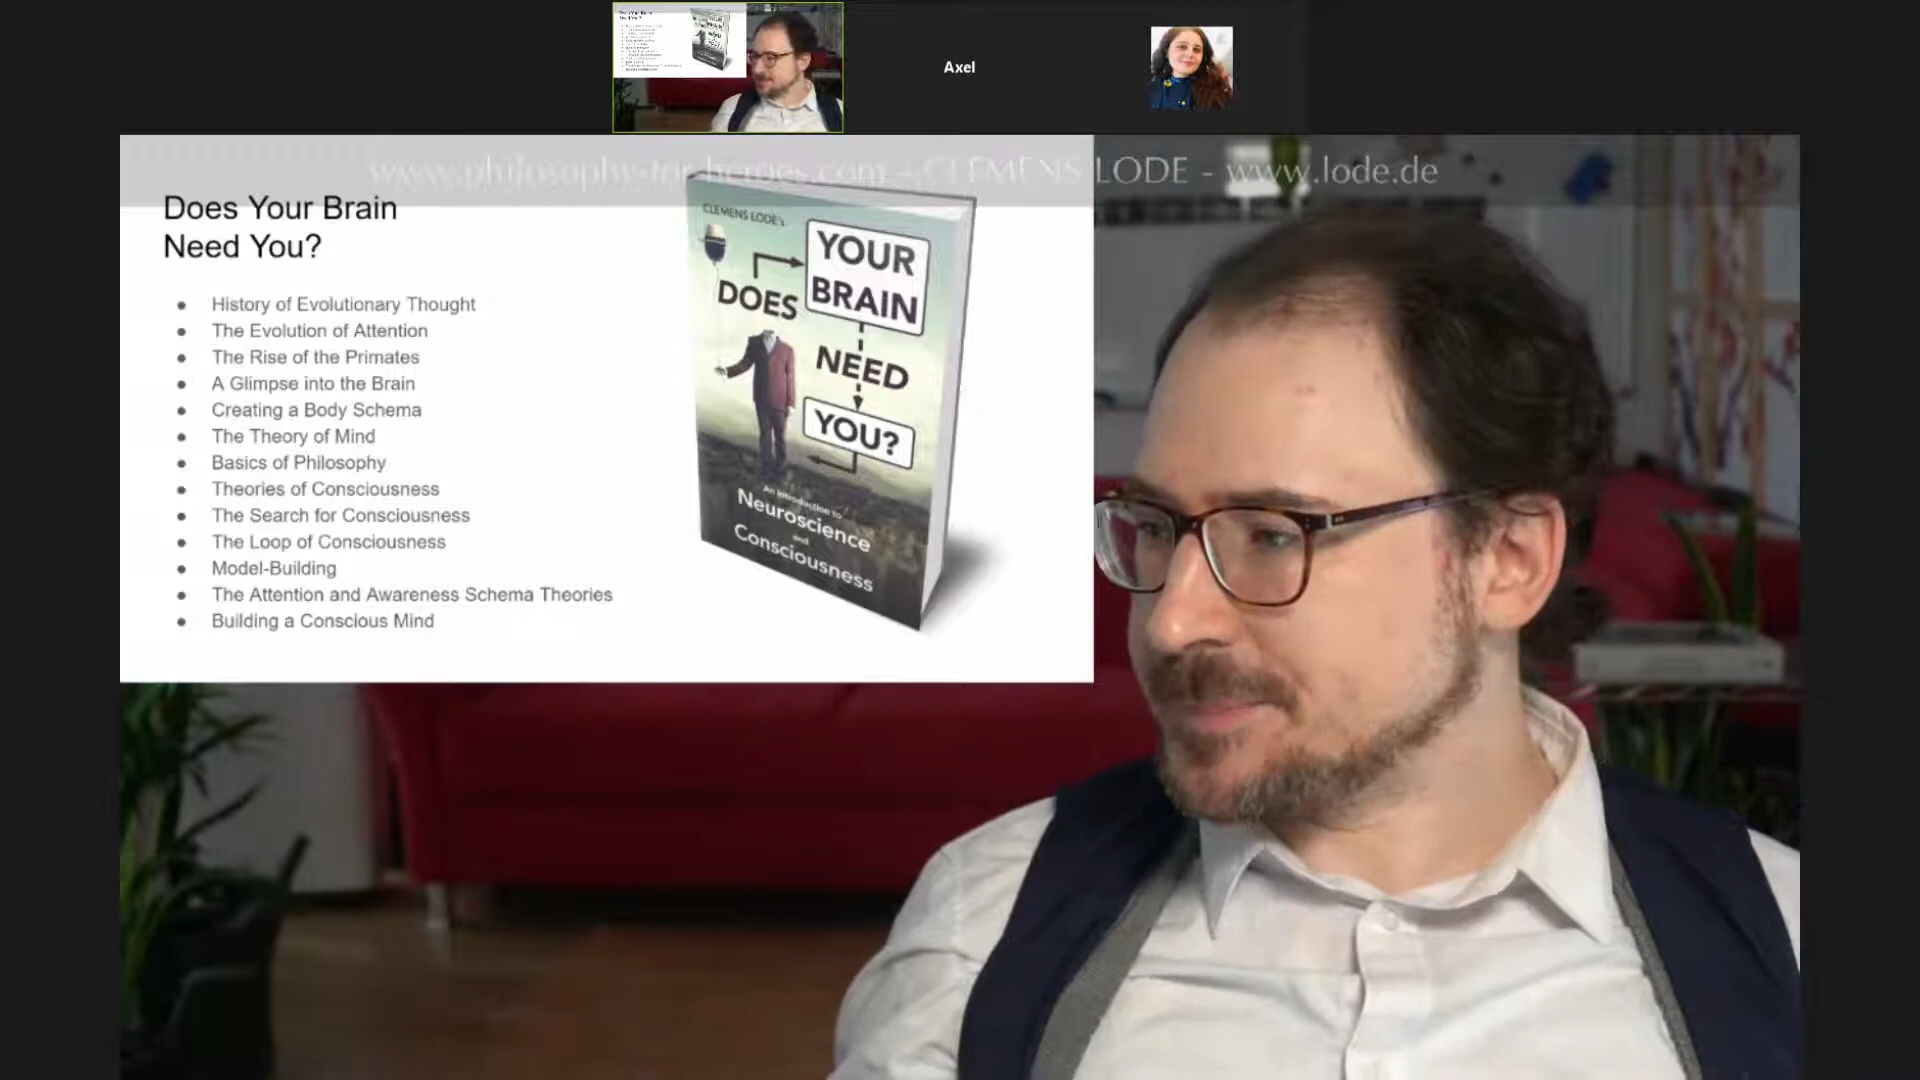 Axel
www.philosophy-for-heroes.com - CLEMENS LODE - www.lode.de
Does Your Brain
Need You?
History of Evolutionary Thought
The Evolution of Attention
The Rise of the Primates
A Glimpse into the Brain
Creating a Body Schema
The Theory of Mind
Basics of Philosophy
Theories of Consciousness
The Search for Consciousness
The Loop of Consciousness
Model-Building
The Attention and Awareness Schema Theories
Building a Conscious Mind
CLEMENS LODE's
DOES
YOUR
BRAIN
NEED
YOU?
An Introduction to
Neuroscience
and
Consciousness